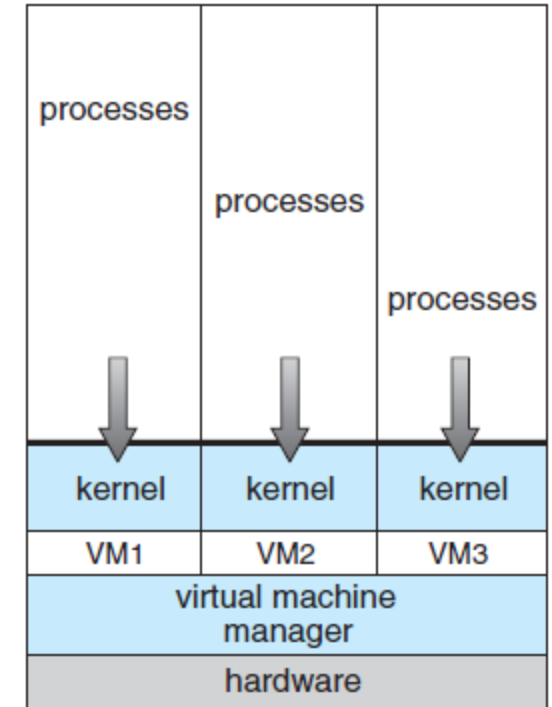 processes
processes
processes
kernel kernel kernel
VM1 VM2 VM3
virtual machine
manager
hardware